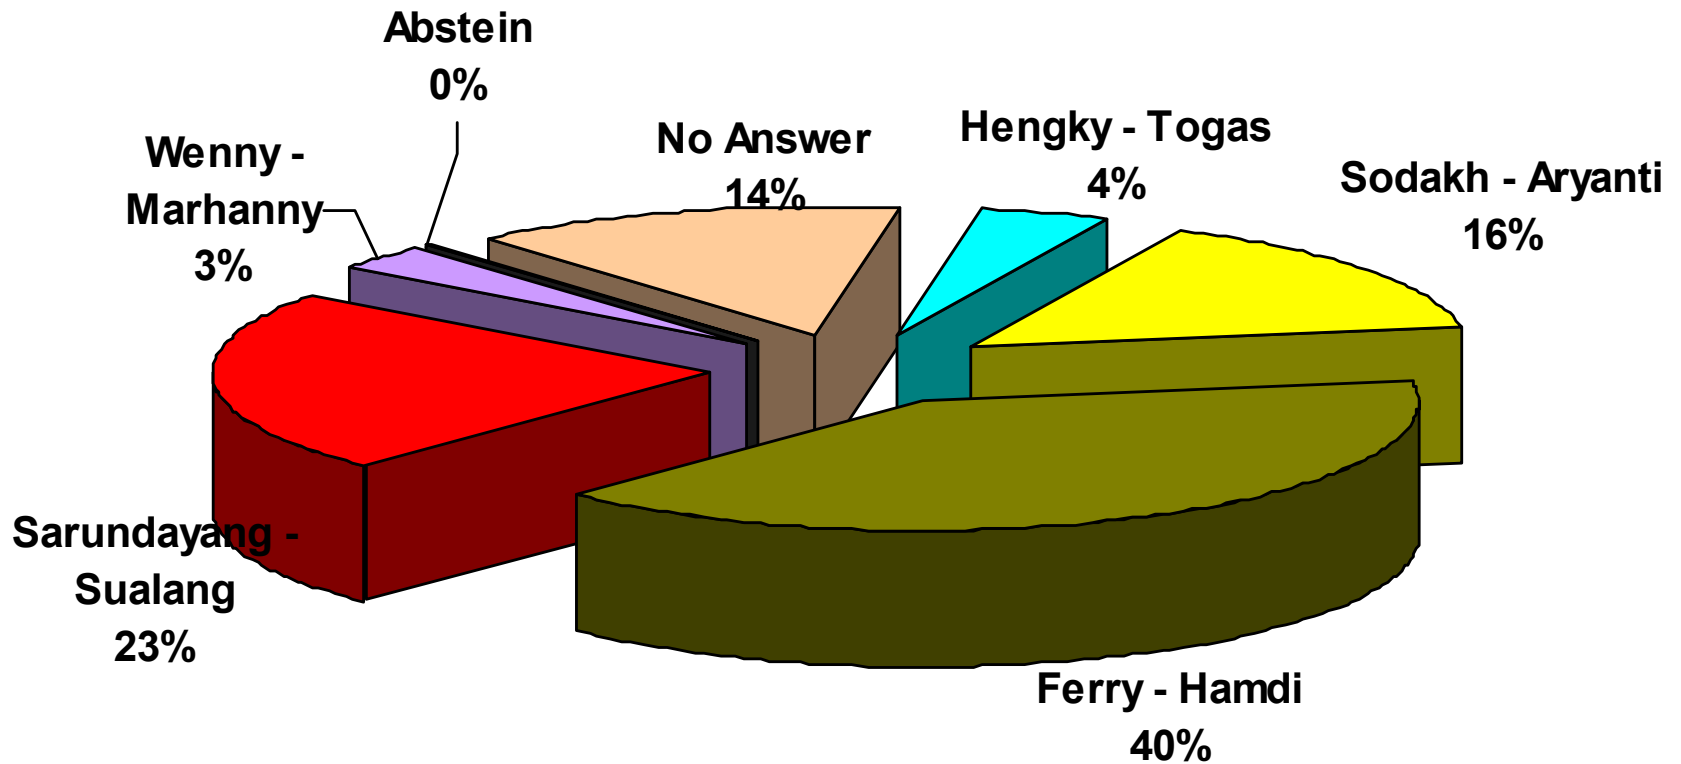 Abstein
0%
Wenny -
Marhanny
3%
No Answer
14%
Hengky - Togas
4%
Sodakh - Aryanti
16%
Sarundayang -
Sualang
23%
Ferry - Hamdi
40%